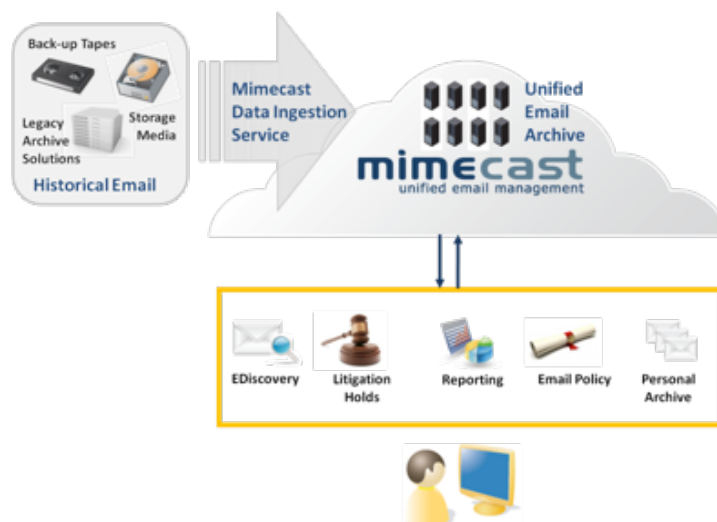 Back-up Tapes
Storage
Media
Legacy
Archive
Solutions
Historical Email
Mimecast
Data Ingestion
Service
Unified
Email
Archive
mimecast
unified email management
EDiscovery
Litigation
Holds
Reporting
Email Policy
Personal
Archive